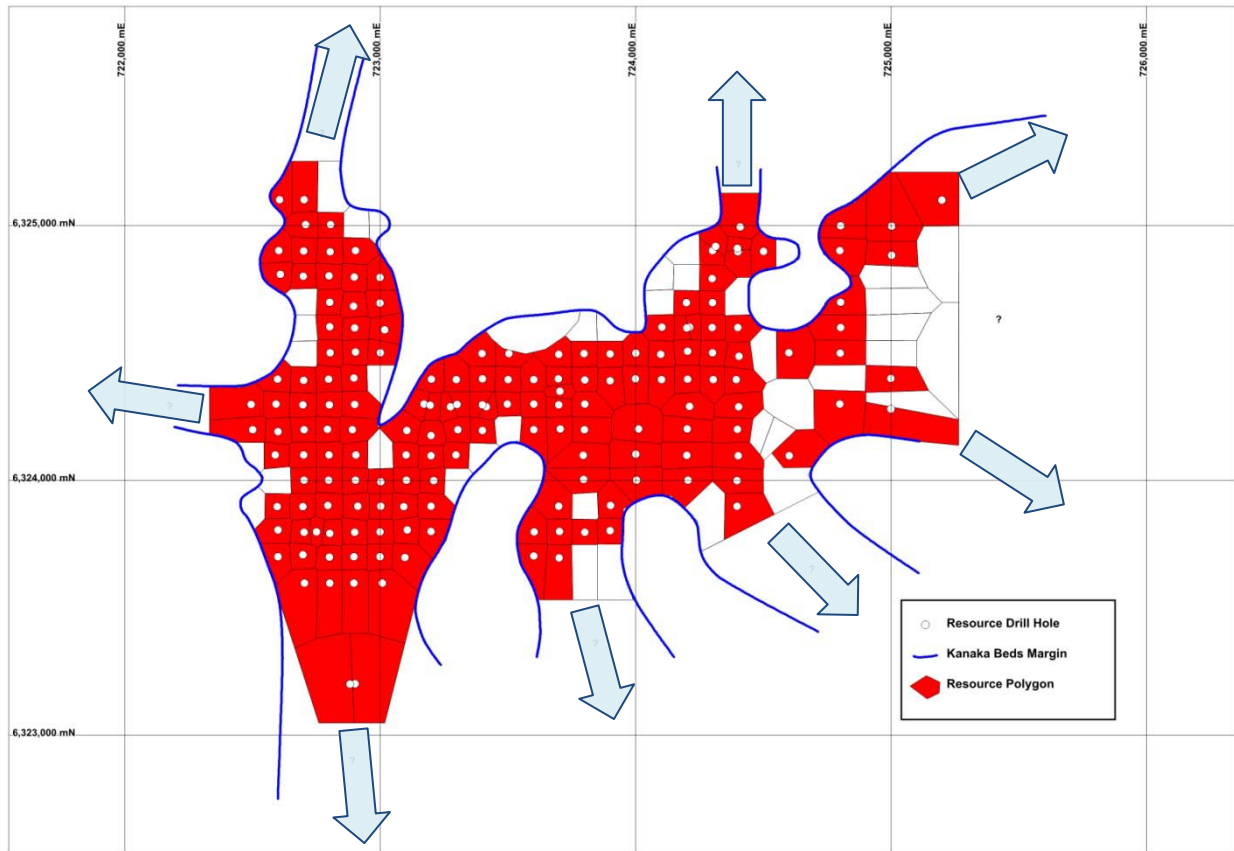 722,000 mE
723,000 mE
724,000 mE
725,000 mE
726,000 mE
?
?
6,325,000 mN
?
?
6,324,000 mN
?
Resource Drill Hole
?
Kanaka Beds Margin
Resource Polygon
6,323,000 mN
?